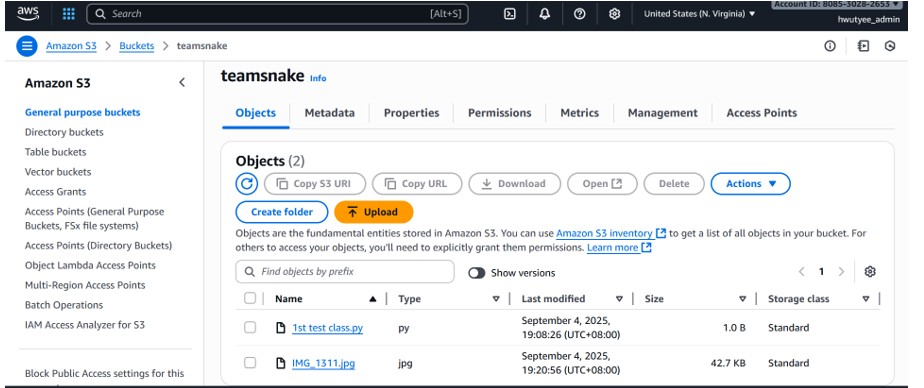 aws
Search [Alt+S]
United States (N. Virginia) ▼
Account ID: 8085-3028-2653 ▼
hwutyee_admin
Amazon S3 > Buckets > teamsnake
Amazon S3
General purpose buckets
Directory buckets
Table buckets
Vector buckets
Access Grants
Access Points (General Purpose
Buckets, FSx file systems)
Access Points (Directory Buckets)
Object Lambda Access Points
Multi-Region Access Points
Batch Operations
IAM Access Analyzer for S3
Block Public Access settings for this
teamsnake Info
Objects Metadata Properties Permissions Metrics Management Access Points
Objects (2)
Copy S3 URI Copy URL Download Open Delete Actions ▼
Create folder Upload
Objects are the fundamental entities stored in Amazon S3. You can use Amazon S3 inventory to get a list of all objects in your bucket. For
others to access your objects, you'll need to explicitly grant them permissions. Learn more
Find objects by prefix Show versions < 1 >
Name ▲ Type Last modified Size Storage class
1st test class.py py September 4, 2025, 19:08:26 (UTC+08:00) 1.0 B Standard
IMG_1311.jpg jpg September 4, 2025, 19:20:56 (UTC+08:00) 42.7 KB Standard